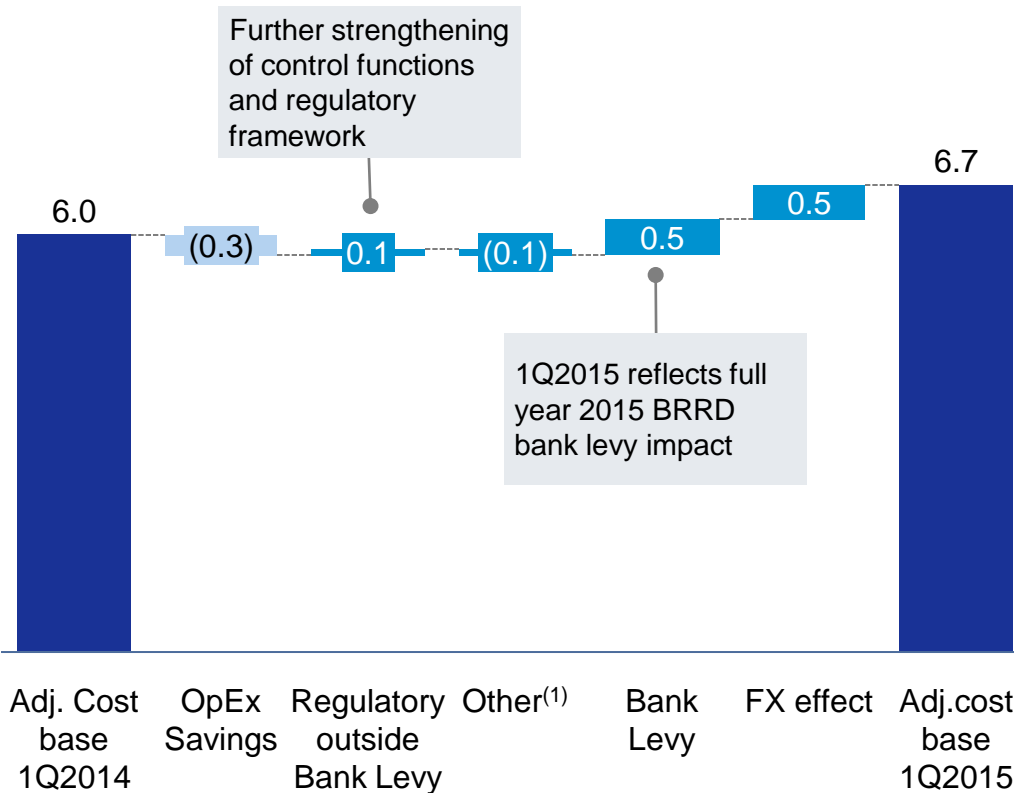 Further strengthening
of control functions
and regulatory
framework
6.0
(0.3)
0.1
(0.1)
0.5
0.5
6.7
1Q2015 reflects full
year 2015 BRRD
bank levy impact
Adj. Cost
base
1Q2014
OpEx
Savings
Regulatory
outside
Bank Levy
Other(1)
Bank
Levy
FX effect
Adj.cost
base
1Q2015